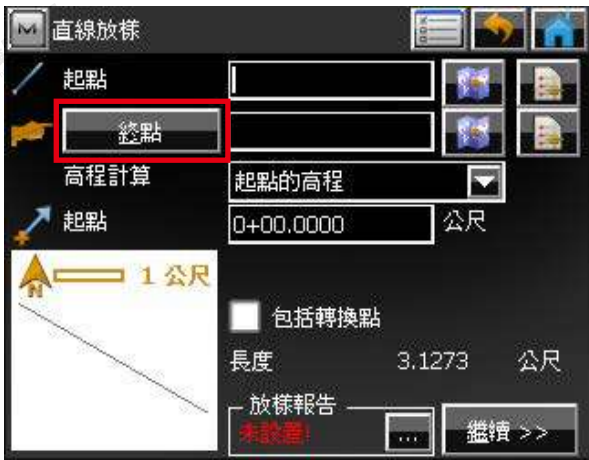 直線放樣
起點
終點
高程計算 起點的高程
起點 0+00.0000 公尺
1 公尺
N
包括轉換點
長度 3.1273 公尺
放樣報告
未設置! ... 繼續 >>